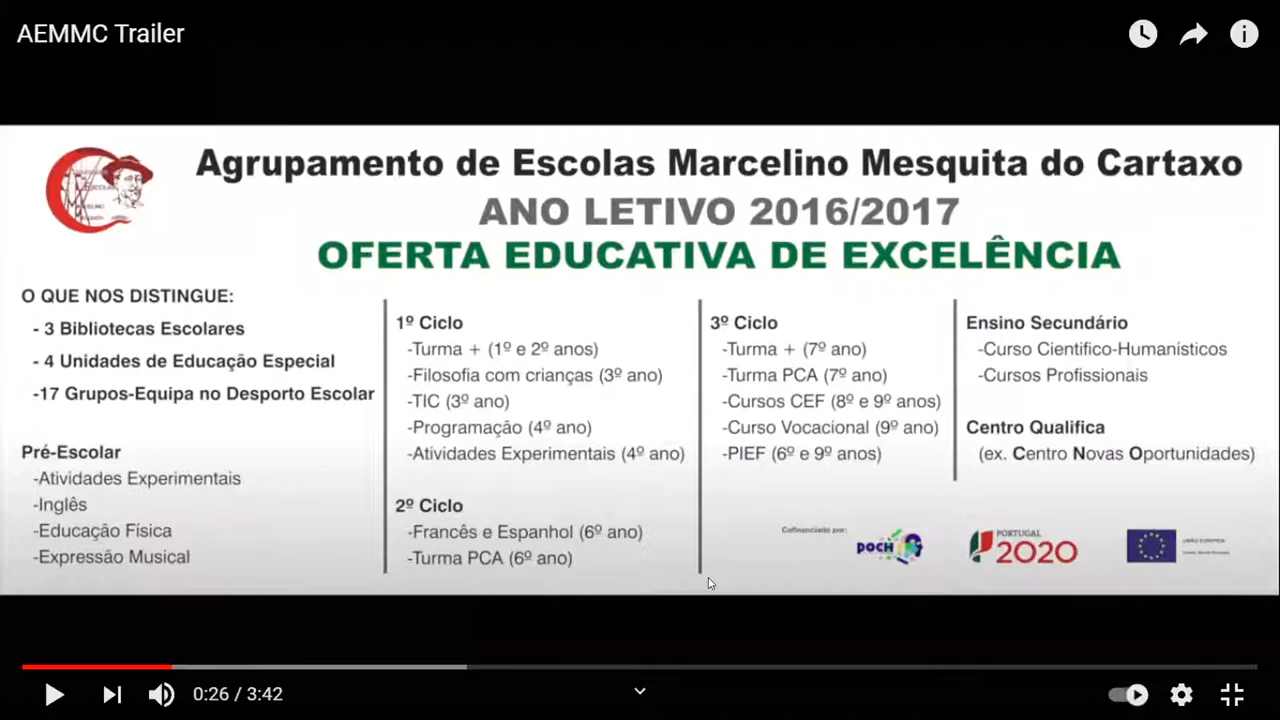 AEMMC Trailer
Agrupamento de Escolas Marcelino Mesquita do Cartaxo
ANO LETIVO 2016/2017
OFERTA EDUCATIVA DE EXCELÊNCIA
O QUE NOS DISTINGUE:
- 3 Bibliotecas Escolares
- 4 Unidades de Educação Especial
-17 Grupos-Equipa no Desporto Escolar
Pré-Escolar
-Atividades Experimentais
-Inglês
-Educação Física
-Expressão Musical
1º Ciclo
-Turma + (1º e 2º anos)
-Filosofia com crianças (3º ano)
-TIC (3º ano)
-Programação (4º ano)
-Atividades Experimentais (4º ano)
2º Ciclo
-Francês e Espanhol (6º ano)
-Turma PCA (6º ano)
3º Ciclo
-Turma + (7º ano)
-Turma PCA (7º ano)
-Cursos CEF (8º e 9º anos)
-Curso Vocacional (9º ano)
-PIEF (6º e 9º anos)
Ensino Secundário
-Curso Cientifico-Humanísticos
-Cursos Profissionais
Centro Qualifica
(ex. Centro Novas Oportunidades)
Cofinanciado por:
POCH
PORTUGAL
2020
UNIÃO EUROPEIA
0:26 / 3:42